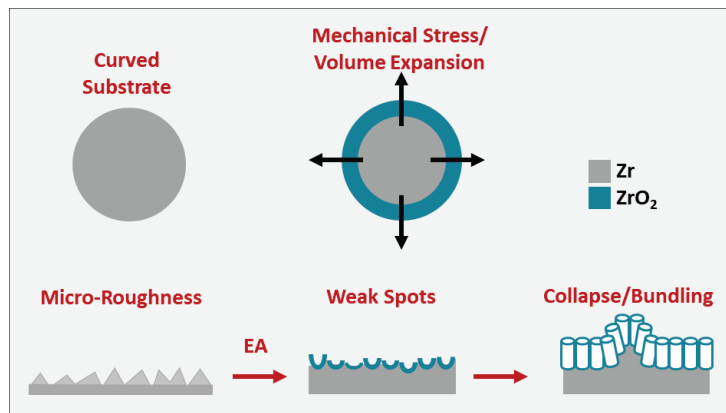 Curved
Substrate
Mechanical Stress/
Volume Expansion
Zr
ZrO₂
Micro-Roughness
EA
Weak Spots
Collapse/Bundling